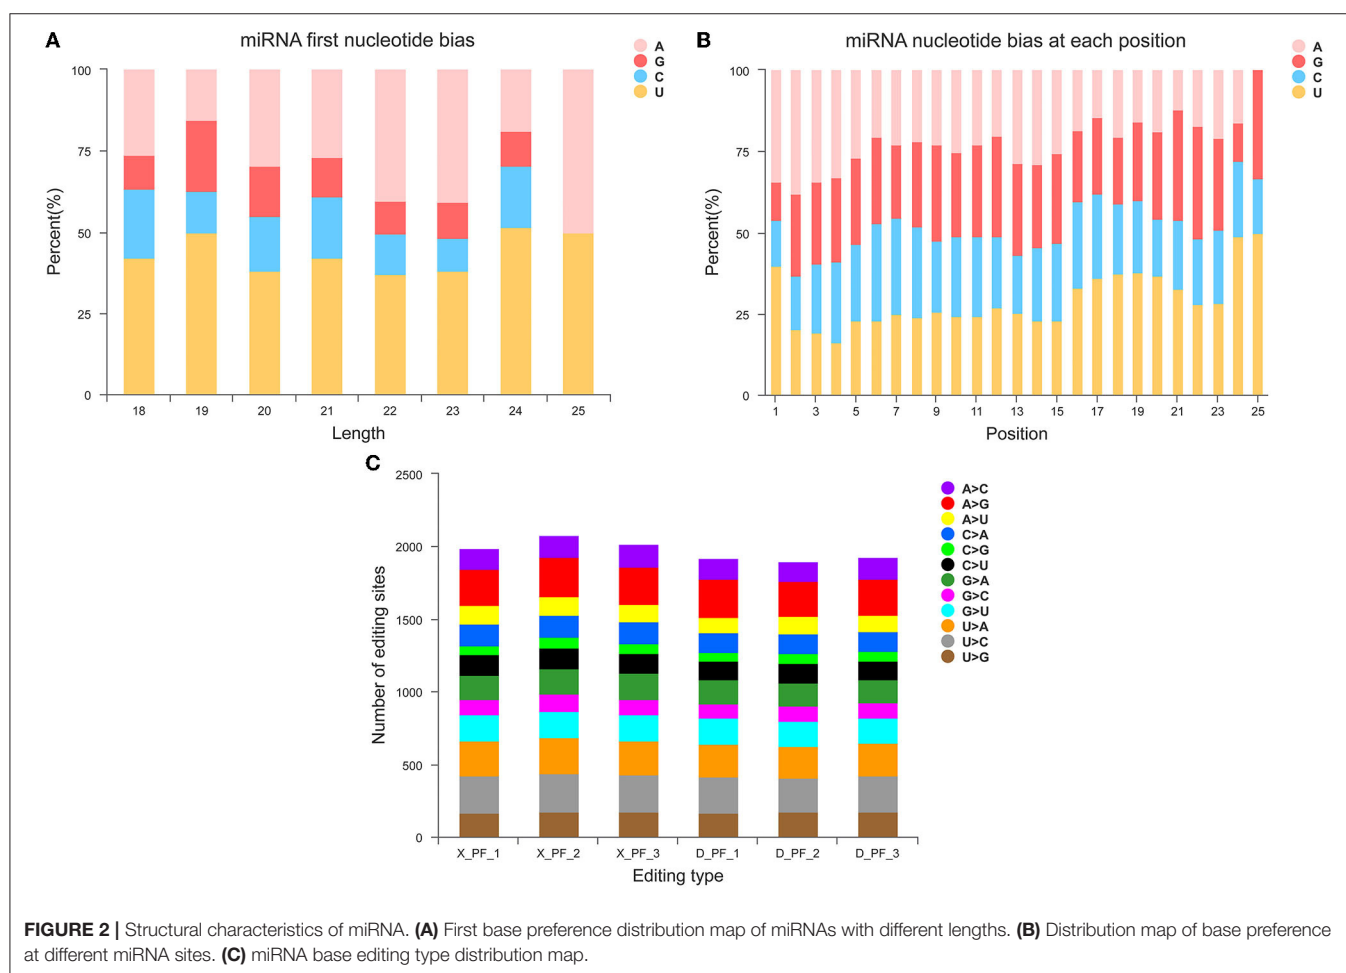 A
miRNA first nucleotide bias
A
G
C
U
100
75
50
25
0
Percent(%)
18 19 20 21 22 23 24 25
Length
B
miRNA nucleotide bias at each position
A
G
C
U
100
75
50
25
0
Percent(%)
1 3 5 7 9 11 13 15 17 19 21 23 25
Position
C
2500
2000
1500
1000
500
0
Number of editing sites
X_PF_1 X_PF_2 X_PF_3 D_PF_1 D_PF_2 D_PF_3
Editing type
A>C
A>G
A>U
C>A
C>G
C>U
G>A
G>C
G>U
U>A
U>C
U>G
FIGURE 2 | Structural characteristics of miRNA. (A) First base preference distribution map of miRNAs with different lengths. (B) Distribution map of base preference
at different miRNA sites. (C) miRNA base editing type distribution map.